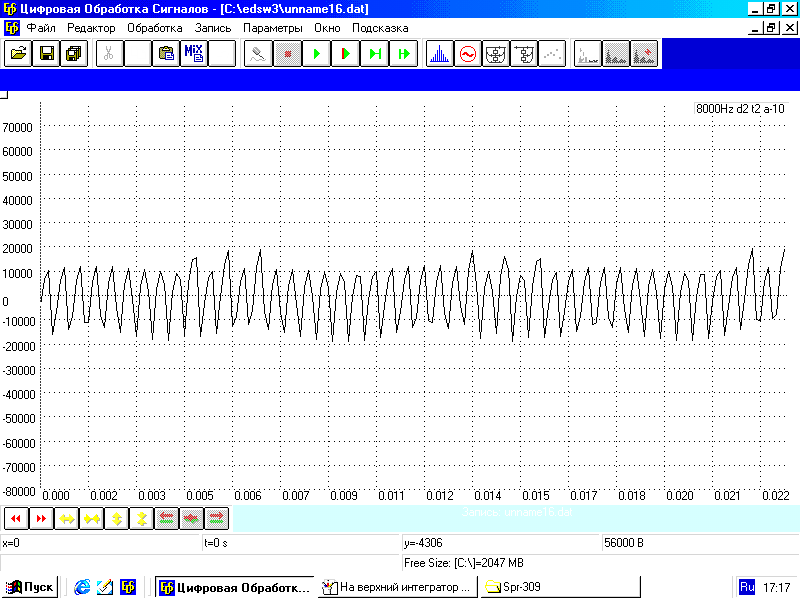 Цифровая Обработка Сигналов - [C:\edsw3\unname16.dat]
Файл Редактор Обработка Запись Параметры Окно Подсказка
MiX
8000Hz d2 t2 a-10
70000
60000
50000
40000
30000
20000
10000
0
-10000
-20000
-30000
-40000
-50000
-60000
-70000
-80000
0.000 0.002 0.003 0.005 0.006 0.007 0.009 0.011 0.012 0.014 0.015 0.017 0.018 0.020 0.021 0.022
x=0 t=0 s y=-4306 56000 B
Free Size: [C:\]=2047 MB
Пуск Цифровая Обработк... На верхний интегратор ... Spr-309 Ru 17:17